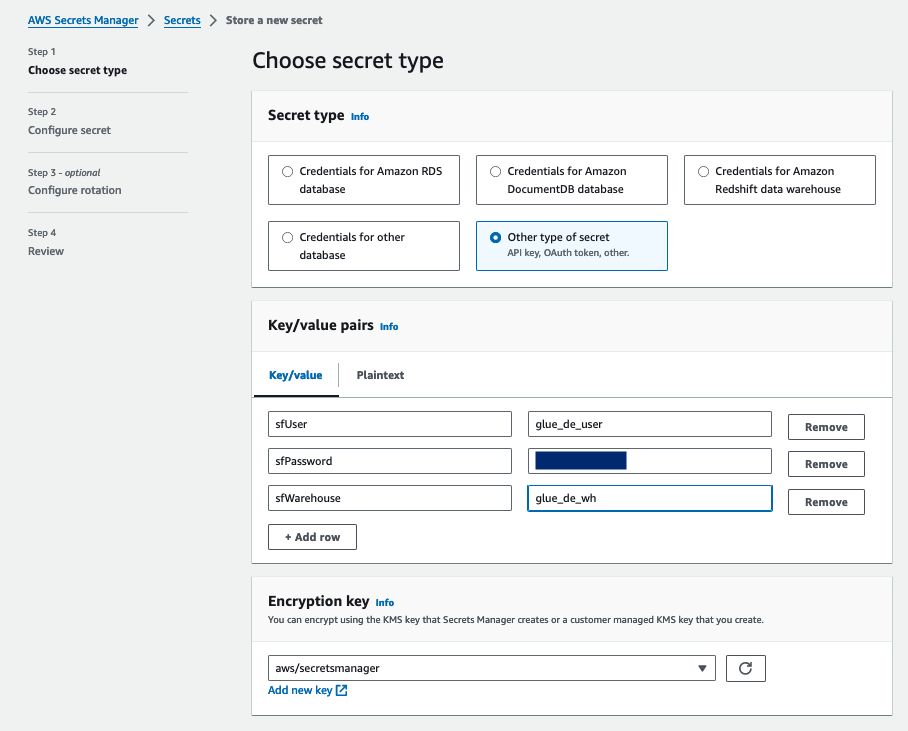 AWS Secrets Manager > Secrets > Store a new secret
Step 1
Choose secret type
Step 2
Configure secret
Step 3 - optional
Configure rotation
Step 4
Review
Choose secret type
Secret type Info
Credentials for Amazon RDS
database
Credentials for Amazon
DocumentDB database
Credentials for Amazon
Redshift data warehouse
Credentials for other
database
Other type of secret
API key, OAuth token, other.
Key/value pairs Info
Key/value Plaintext
sfUser glue_de_user Remove
sfPassword Remove
sfWarehouse glue_de_wh Remove
+ Add row
Encryption key Info
You can encrypt using the KMS key that Secrets Manager creates or a customer managed KMS key that you create.
aws/secretsmanager
Add new key